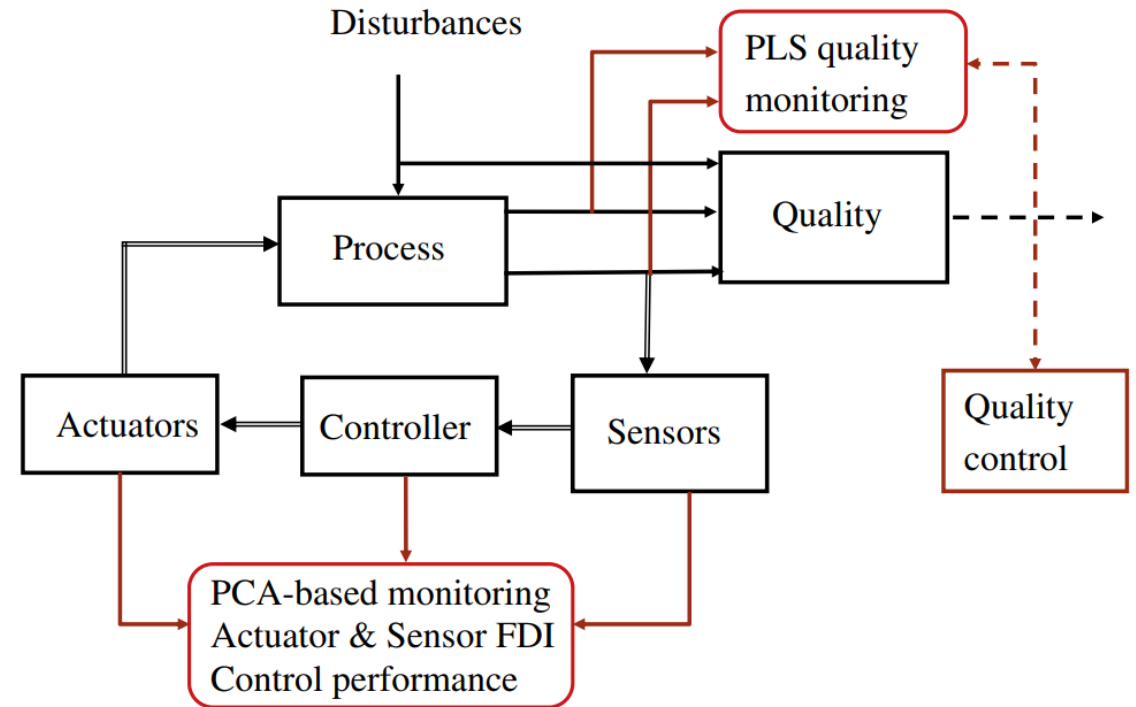 Disturbances
PLS quality
monitoring
Quality
Process
Actuators
Controller
Sensors
Quality
control
PCA-based monitoring
Actuator & Sensor FDI
Control performance